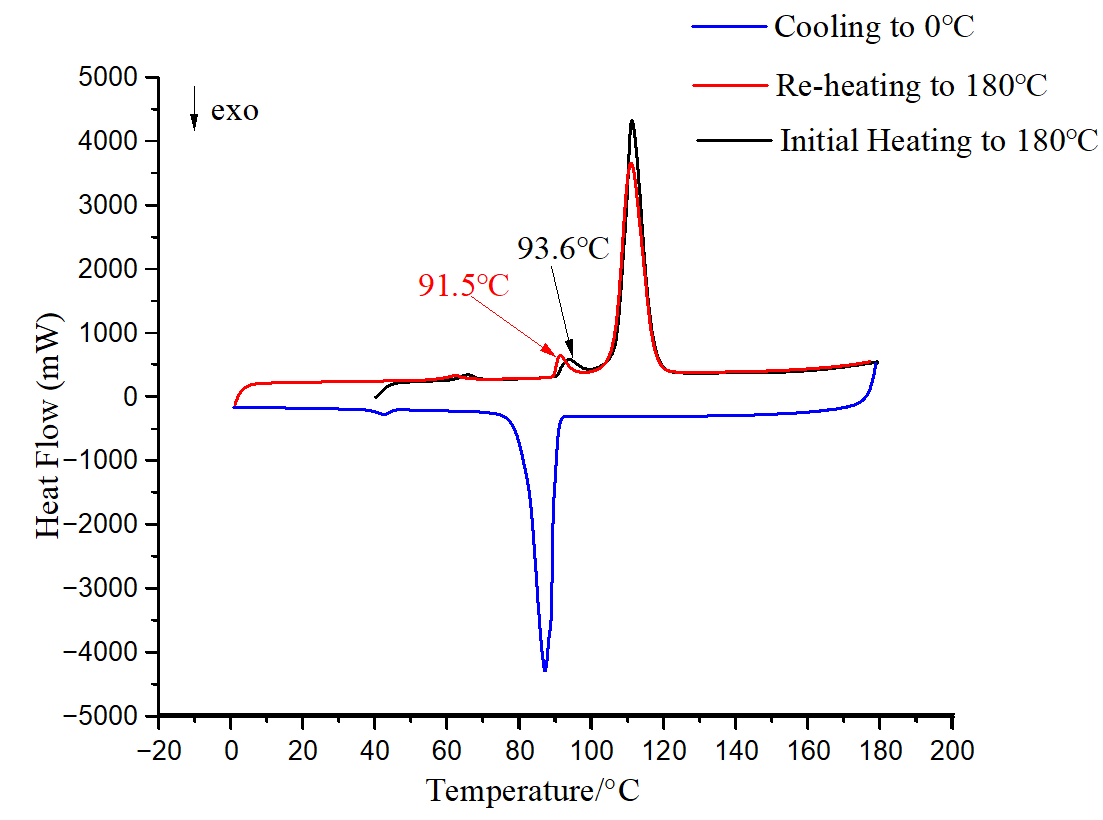 Cooling to 0℃
Re-heating to 180℃
Initial Heating to 180℃
exo
93.6℃
91.5℃
5000
4000
3000
2000
1000
0
−1000
−2000
−3000
−4000
−5000
Heat Flow (mW)
−20 0 20 40 60 80 100 120 140 160 180 200
Temperature/°C